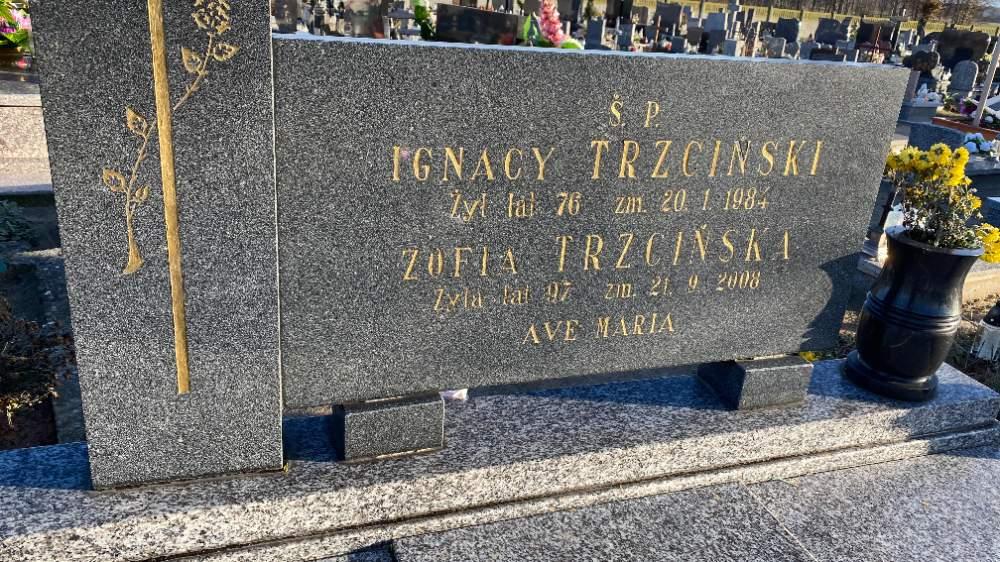 Ś. P.
IGNACY TRZCIŃSKI
Żył lat 76 zm. 20. 1 1984
ZOFIA TRZCIŃSKA
Żyła lat 97 zm. 21. 9. 2008
AVE MARIA